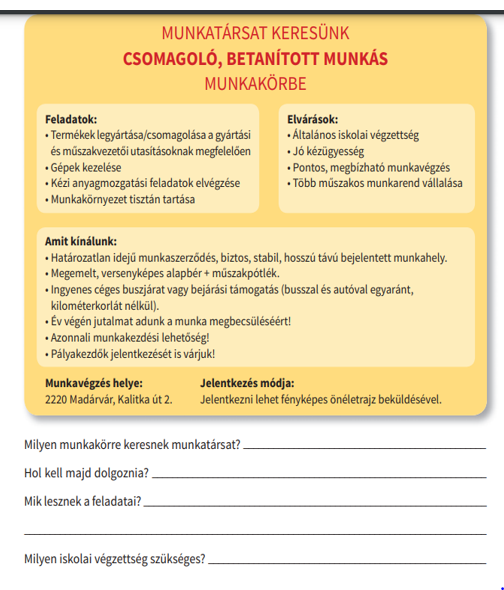 MUNKATÁRSAT KERESÜNK
CSOMAGOLÓ, BETANÍTOTT MUNKÁS
MUNKAKÖRBE
Feladatok:
• Termékek legyártása/csomagolása a gyártási
és műszakvezetői utasításoknak megfelelően
• Gépek kezelése
• Kézi anyagmozgatási feladatok elvégzése
• Munkakörnyezet tisztán tartása
Elvárások:
• Általános iskolai végzettség
• Jó kézügyesség
• Pontos, megbízható munkavégzés
• Több műszakos munkarend vállalása
Amit kínálunk:
• Határozatlan idejű munkaszerződés, biztos, stabil, hosszú távú bejelentett munkahely.
• Megemelt, versenyképes alapbér + műszakpótlék.
• Ingyenes céges buszjárat vagy bejárási támogatás (busszal és autóval egyaránt,
kilométerkorlát nélkül).
• Év végén jutalmat adunk a munka megbecsüléséért!
• Azonnali munkakezdési lehetőség!
• Pályakezdők jelentkezését is várjuk!
Munkavégzés helye:
2220 Madárvár, Kalitka út 2.
Jelentkezés módja:
Jelentkezni lehet fényképes önéletrajz beküldésével.
Milyen munkakörre keresnek munkatársat?
Hol kell majd dolgoznia?
Mik lesznek a feladatai?
Milyen iskolai végzettség szükséges?